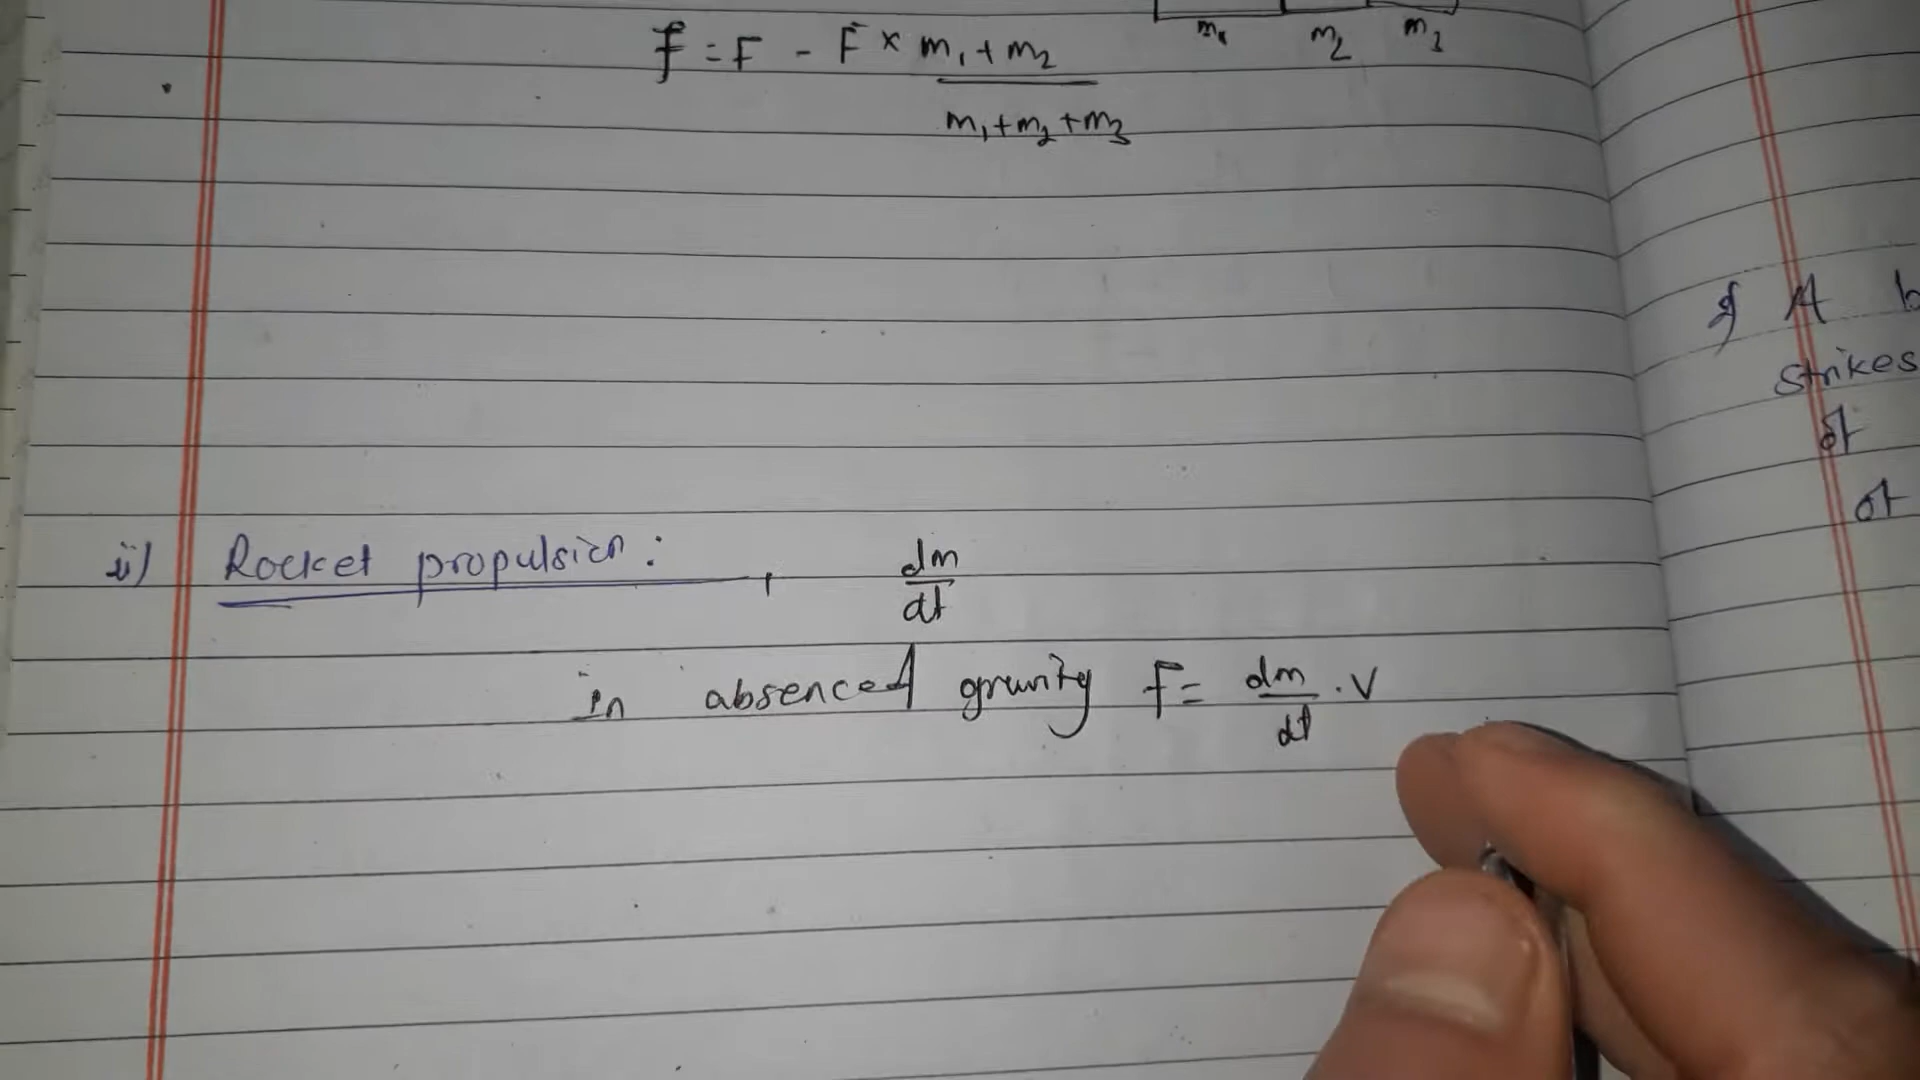 m₁ m₂ m₃
f = F - F × m₁ + m₂
m₁+m₂+m₃
ii) Rocket propulsion : dm
dt
in absence of gravity F = dm . v
dt
A b
strikes
of
of